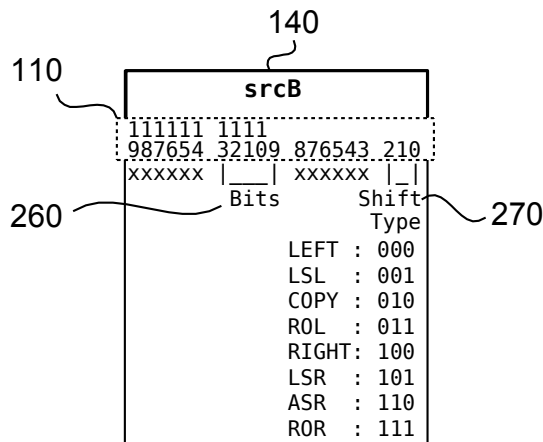 140
110
srcB
111111 1111
987654 32109 876543 210
xxxxxx |___| xxxxxx |_|
260 Bits Shift 270
Type
LEFT : 000
LSL : 001
COPY : 010
ROL : 011
RIGHT: 100
LSR : 101
ASR : 110
ROR : 111